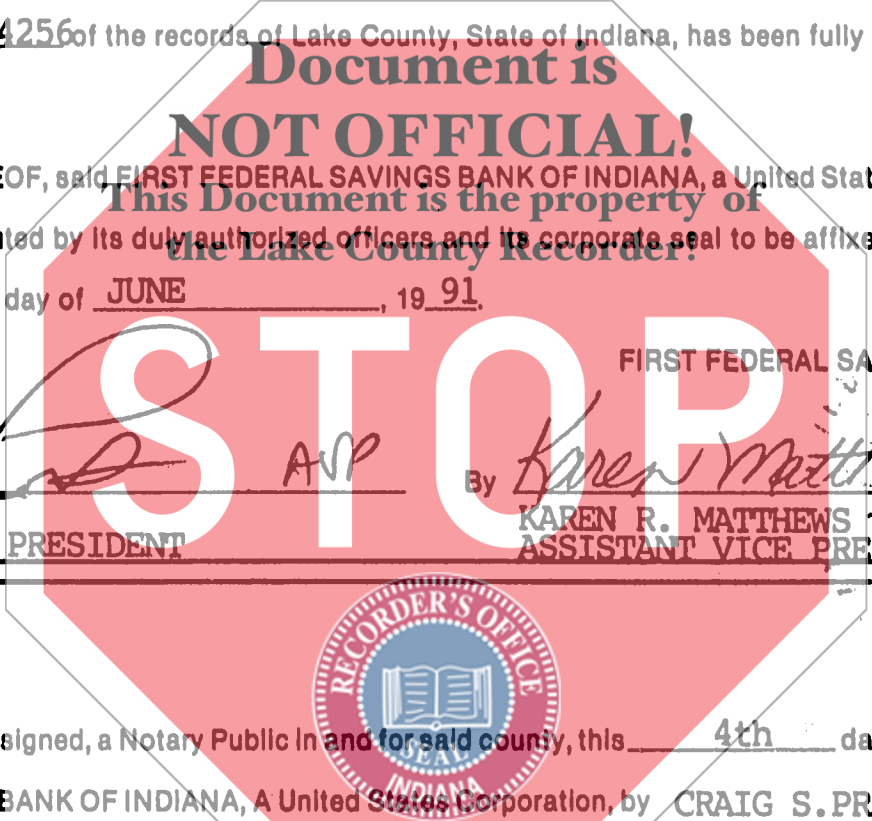 4256 of the records of Lake County, State of Indiana, has been fully
Document is
NOT OFFICIAL!
EOF, said FIRST FEDERAL SAVINGS BANK OF INDIANA, a United Stat
This Document is the property of
ted by its duly authorized officers and its corporate seal to be affixe
the Lake County Recorder!
day of JUNE , 19 91.
STOP
FIRST FEDERAL SA
AVP By Karen Matth
KAREN R. MATTHEWS
PRESIDENT ASSISTANT VICE PRE
RECORDER'S OFFICE
SEAL
INDIANA
signed, a Notary Public in and for said county, this 4th da
BANK OF INDIANA, A United States Corporation, by CRAIG S.PR